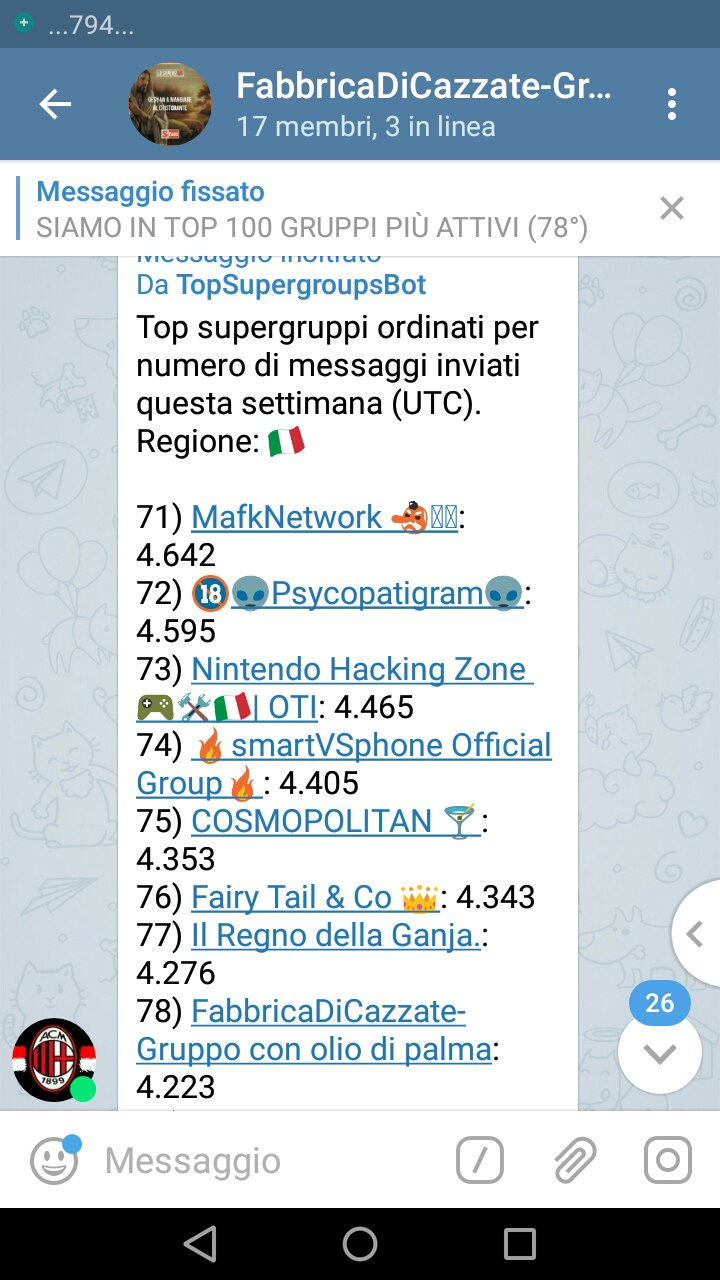 ...794...
FabbricaDiCazzate-Gr...
17 membri, 3 in linea
Messaggio fissato
SIAMO IN TOP 100 GRUPPI PIÙ ATTIVI (78°)
Messaggio inoltrato
Da TopSupergroupsBot
Top supergruppi ordinati per
numero di messaggi inviati
questa settimana (UTC).
Regione: 🇮🇹
71) MafkNetwork 👺:
4.642
72) 🔞👽Psycopatigram👽:
4.595
73) Nintendo Hacking Zone
🎮🛠🇮🇹| OTI: 4.465
74) 🔥smartVSphone Official
Group🔥: 4.405
75) COSMOPOLITAN 🍸:
4.353
76) Fairy Tail & Co 👑: 4.343
77) Il Regno della Ganja.:
4.276
78) FabbricaDiCazzate-
Gruppo con olio di palma:
4.223
26
ACM
1899
Messaggio